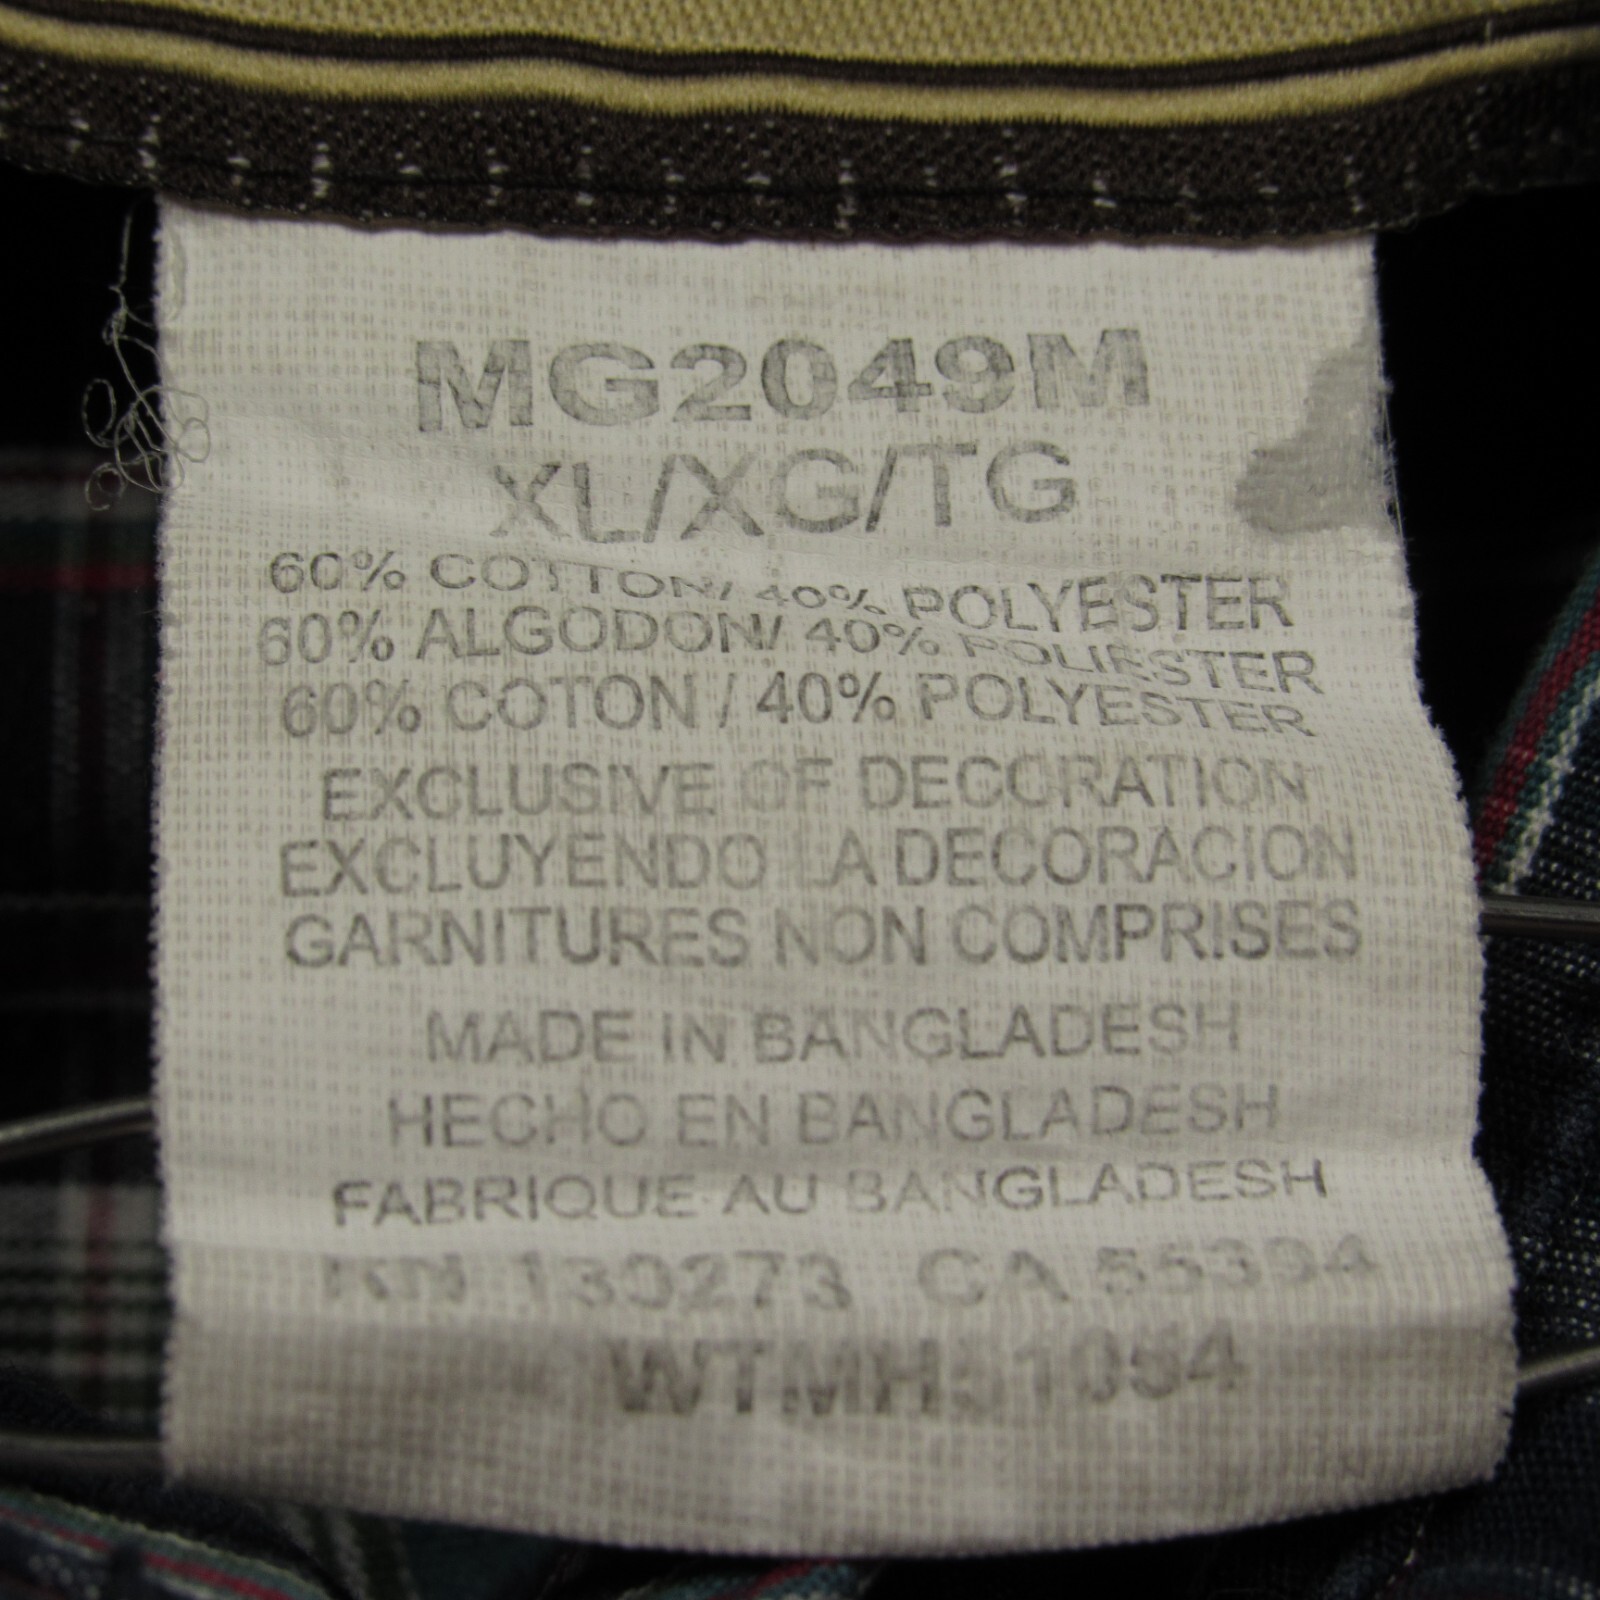 MG2049M
XL/XG/TG
60% COTTON/ 40% POLYESTER
60% ALGODON/ 40% POLIESTER
60% COTON / 40% POLYESTER
EXCLUSIVE OF DECORATION
EXCLUYENDO LA DECORACION
GARNITURES NON COMPRISES
MADE IN BANGLADESH
HECHO EN BANGLADESH
FABRIQUE AU BANGLADESH
RN 130273 CA 55394